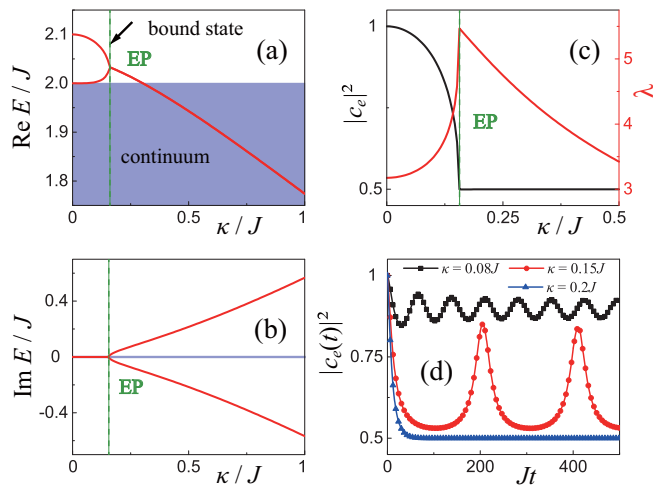 2.1
2.0
1.9
1.8
Re E / J
bound state
(a)
EP
continuum
0
0.5
1
κ / J
1
0.5
|c_e|²
(c)
EP
5
4
3
λ
0
0.25
0.5
κ / J
0.4
0
-0.4
Im E / J
(b)
EP
0
0.5
1
κ / J
1
0.75
0.5
|c_e(t)|²
κ = 0.08J
κ = 0.15J
κ = 0.2J
(d)
0
200
400
Jt